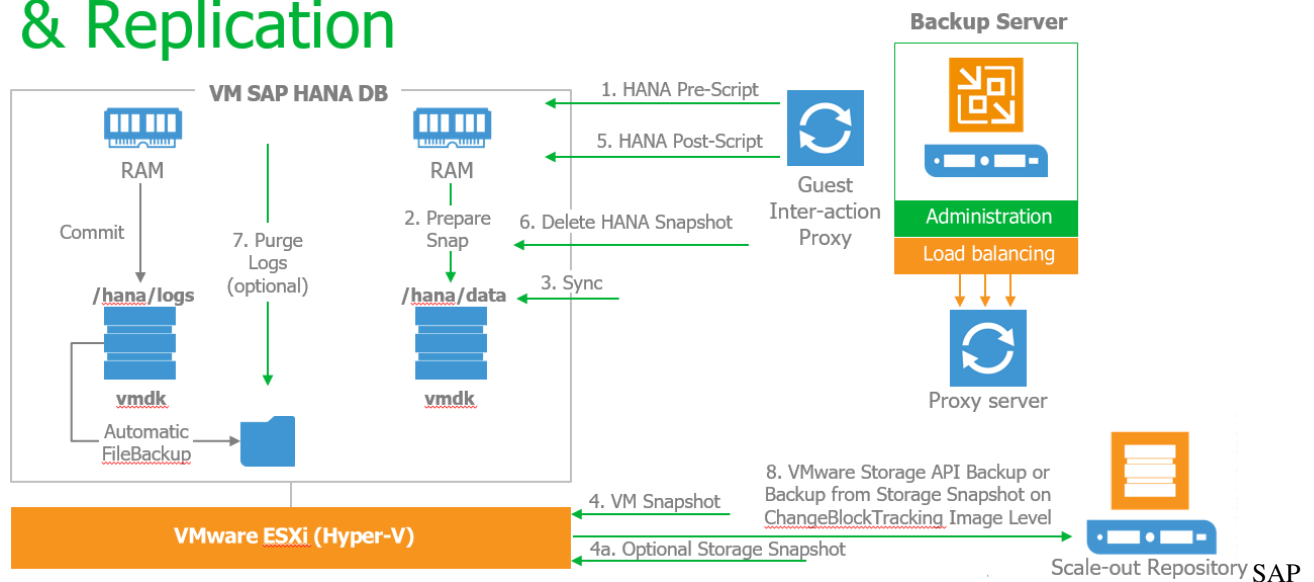 & Replication
Backup Server
VM SAP HANA DB
1. HANA Pre-Script
5. HANA Post-Script
RAM
RAM
Guest
Inter-action
Proxy
Administration
Load balancing
Commit
2. Prepare
Snap
6. Delete HANA Snapshot
7. Purge
Logs
(optional)
3. Sync
/hana/logs
/hana/data
vmdk
vmdk
Proxy server
Automatic
FileBackup
8. VMware Storage API Backup or
Backup from Storage Snapshot on
ChangeBlockTracking Image Level
4. VM Snapshot
VMware ESXi (Hyper-V)
4a. Optional Storage Snapshot
Scale-out Repository
SAP